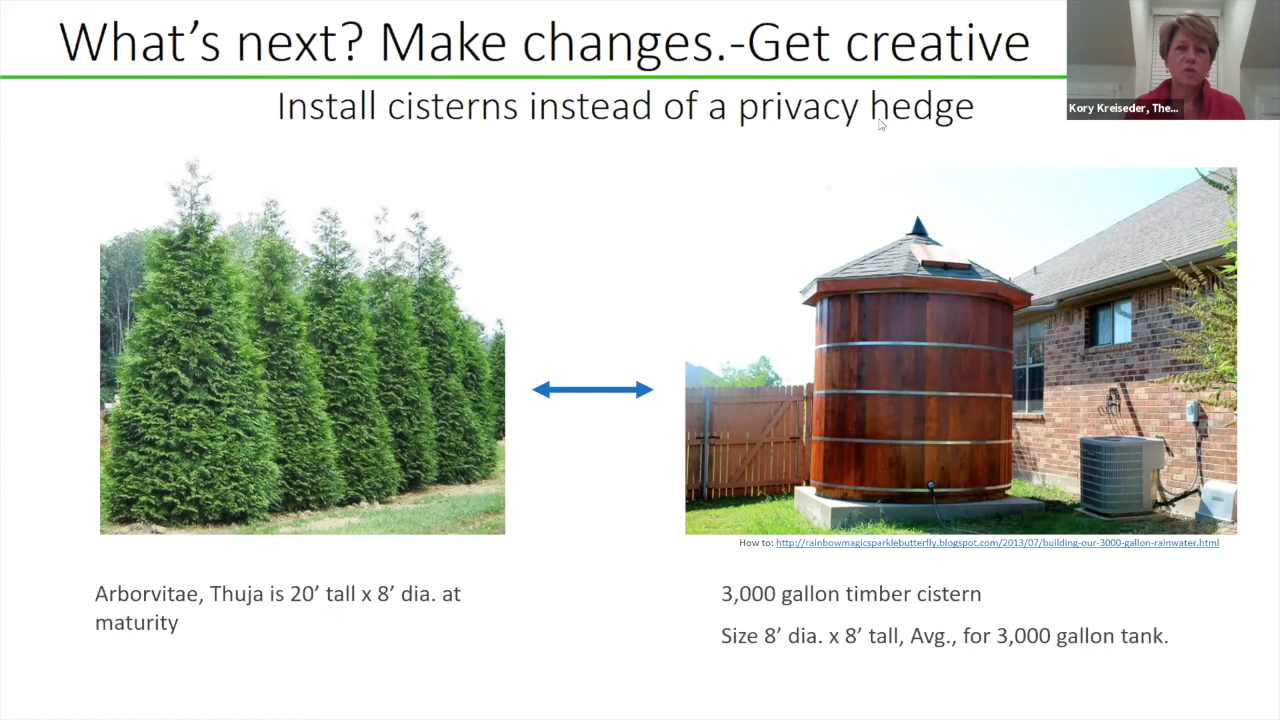 What's next? Make changes.-Get creative
Kory Kreiseder, The...
Install cisterns instead of a privacy hedge
How to: http://rainbowmagicsparklebutterfly.blogspot.com/2013/07/building-our-3000-gallon-rainwater.html
Arborvitae, Thuja is 20’ tall x 8’ dia. at
maturity
3,000 gallon timber cistern
Size 8’ dia. x 8’ tall, Avg., for 3,000 gallon tank.